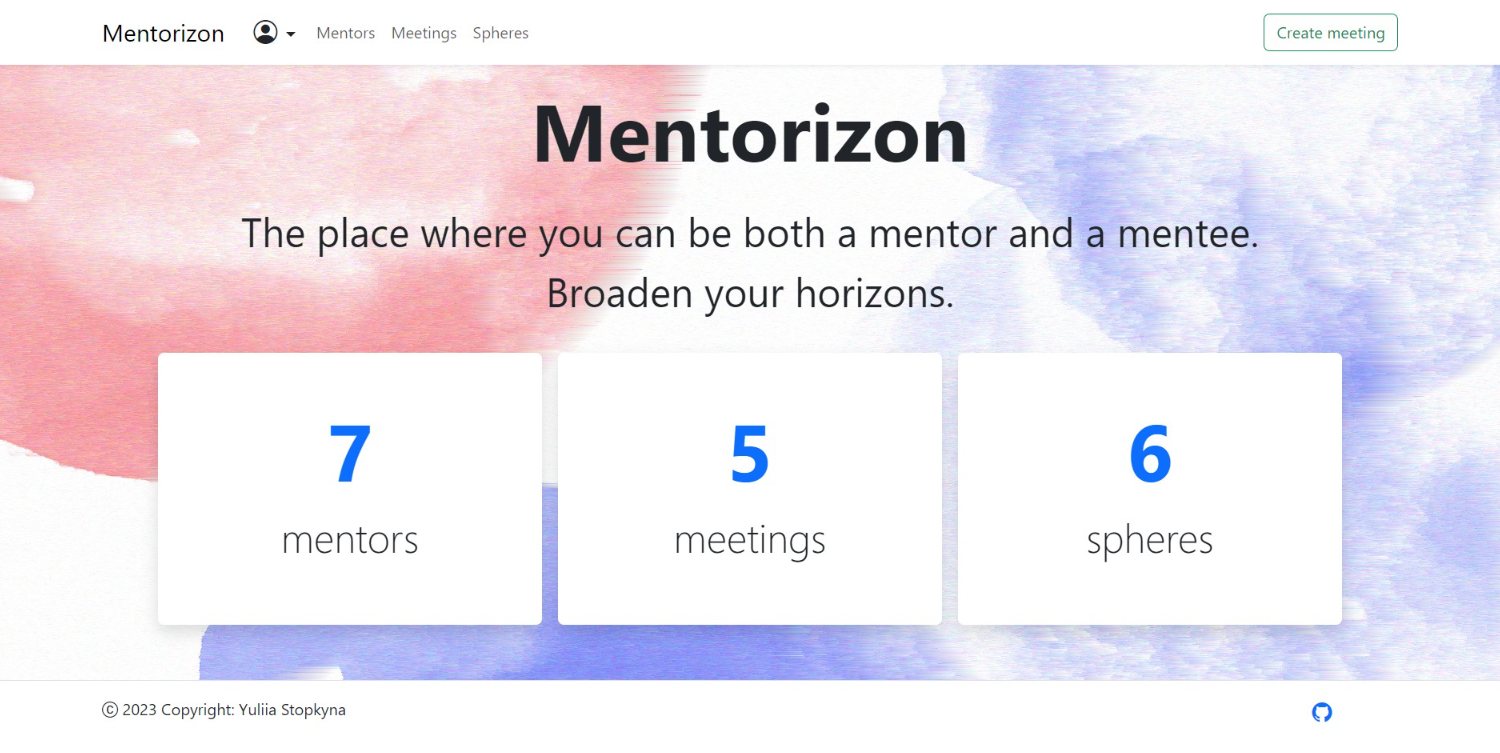 Mentorizon Mentors Meetings Spheres Create meeting
Mentorizon
The place where you can be both a mentor and a mentee.
Broaden your horizons.
7 5 6
mentors meetings spheres
© 2023 Copyright: Yuliia Stopkyna